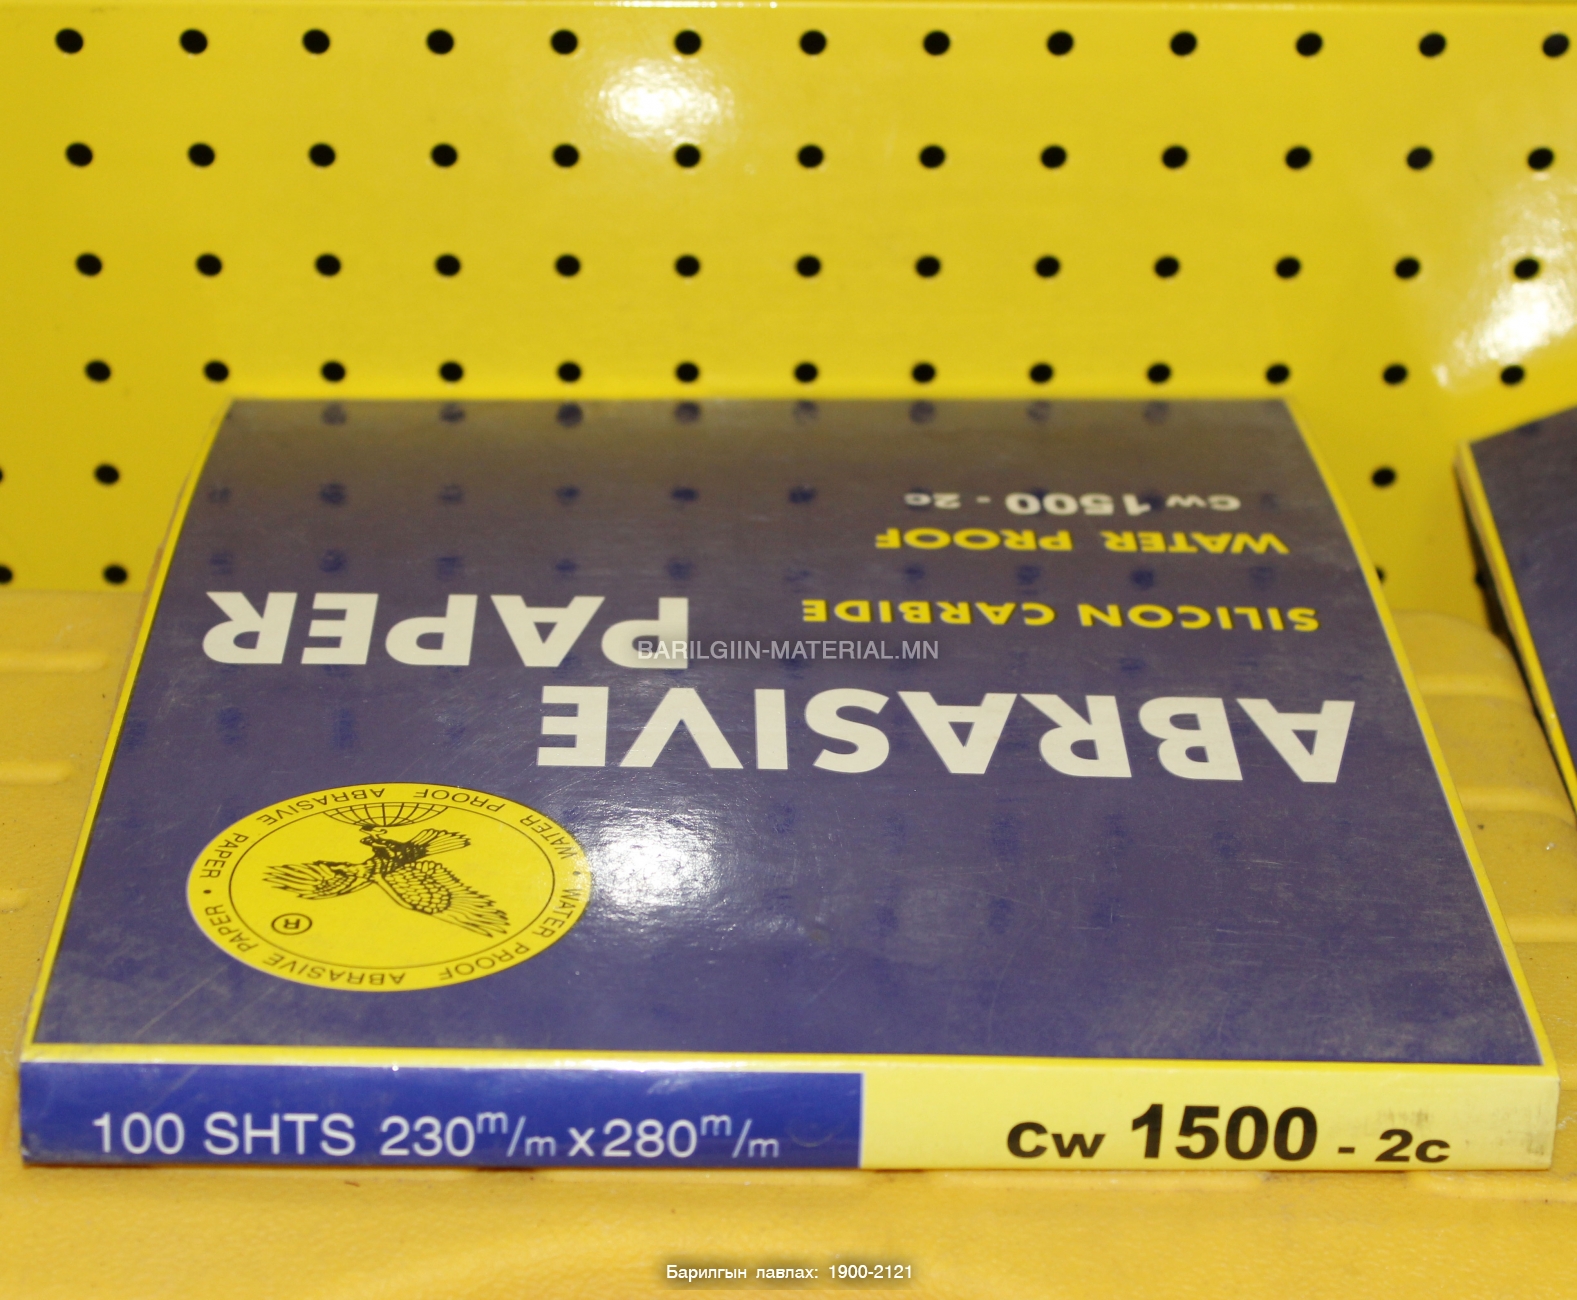 cw 1500 - 2c
WATER PROOF
SILICON CARBIDE
ABRASIVE
PAPER
BARILGIIN-MATERIAL.MN
WATER PROOF ABRASIVE PAPER • WATER PROOF ABRASIVE PAPER •
®
100 SHTS 230m/m x 280m/m
cw 1500 - 2c
Барилгын лавлах: 1900-2121